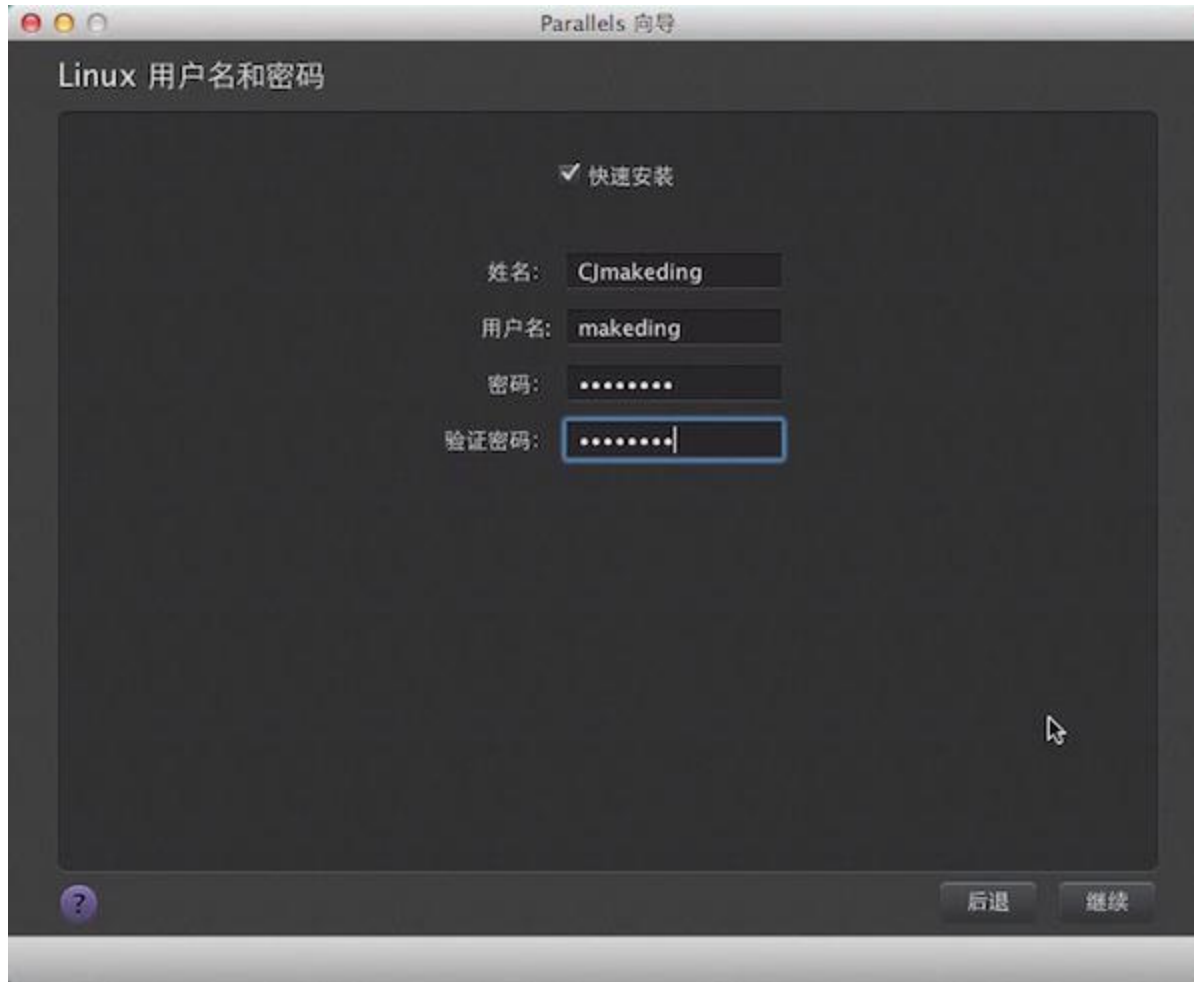 Parallels 向导
Linux 用户名和密码
快速安装
姓名: CJmakeding
用户名: makeding
密码: ••••••••
验证密码: ••••••••
?
后退 继续